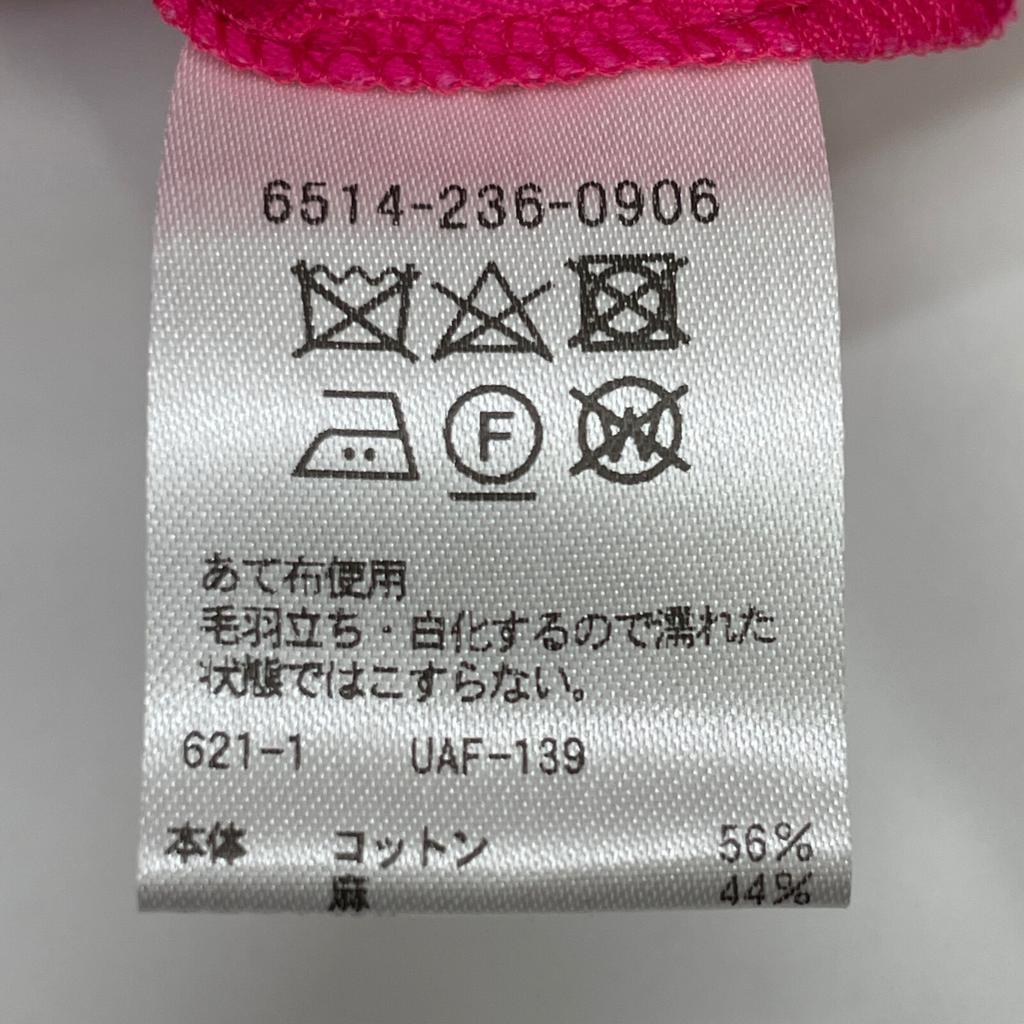 6514-236-0906
F
W
あて布使用
毛羽立ち・白化するので濡れた
状態ではこすらない。
621-1 UAF-139
本体 コットン 56%
麻 44%